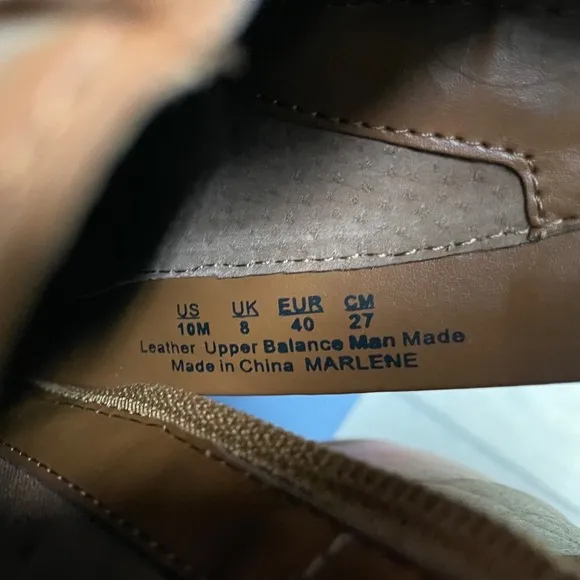 US UK EUR CM
10M 8 40 27
Leather Upper Balance Man Made
Made in China MARLENE